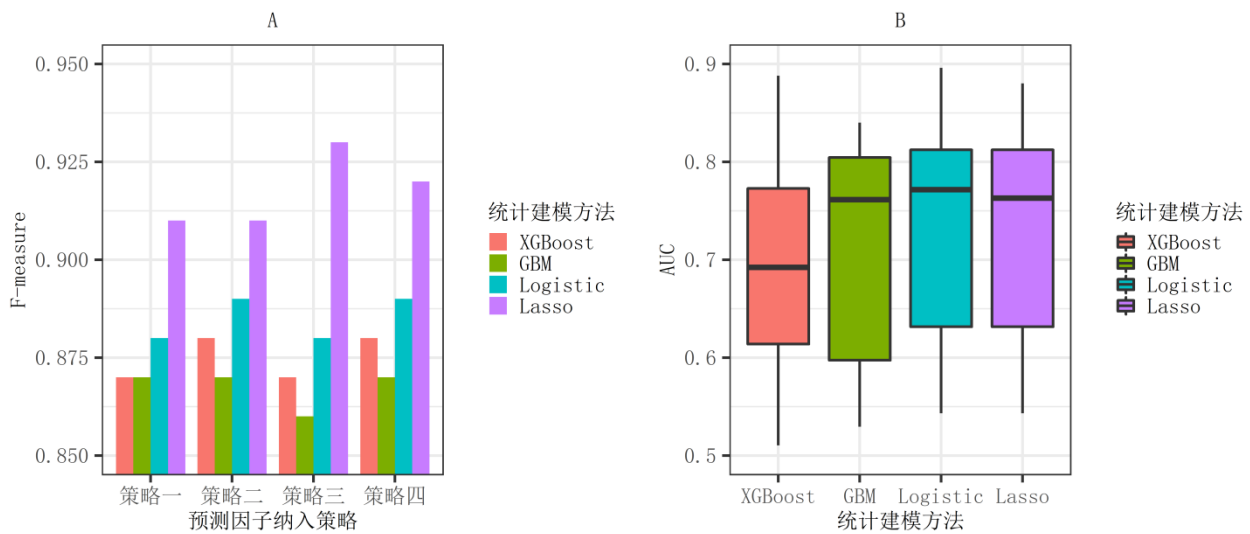 A
0.950
0.925
0.900
0.875
0.850
F-measure
策略一 策略二 策略三 策略四
预测因子纳入策略
统计建模方法
XGBoost
GBM
Logistic
Lasso
B
0.9
0.8
0.7
0.6
0.5
AUC
XGBoost GBM Logistic Lasso
统计建模方法
统计建模方法
XGBoost
GBM
Logistic
Lasso